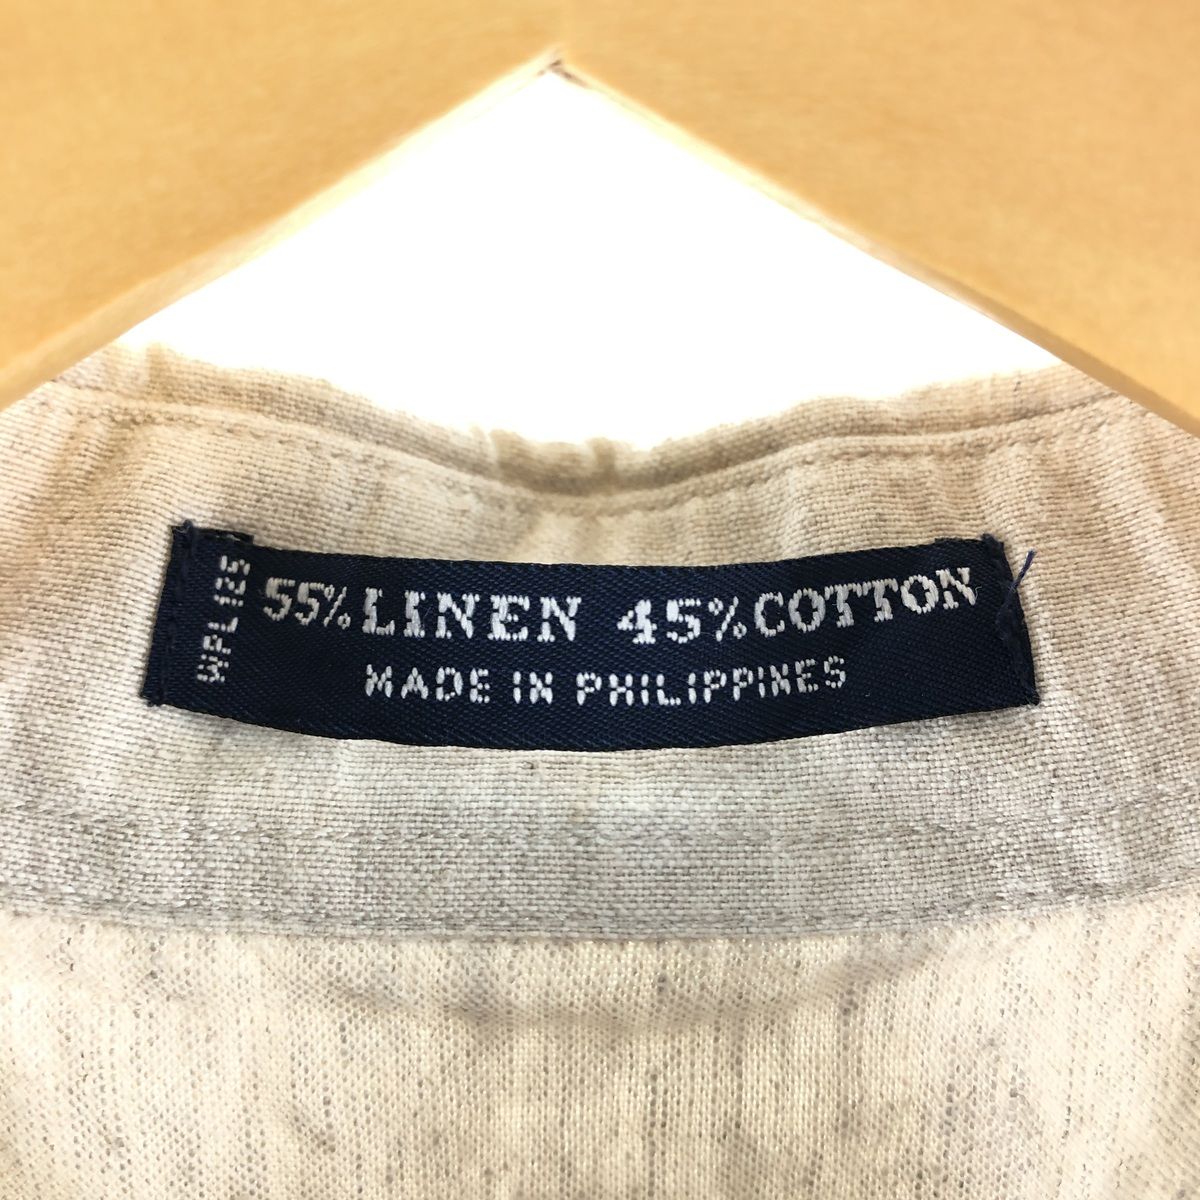 WPL 125
55% LINEN 45% COTTON
MADE IN PHILIPPINES